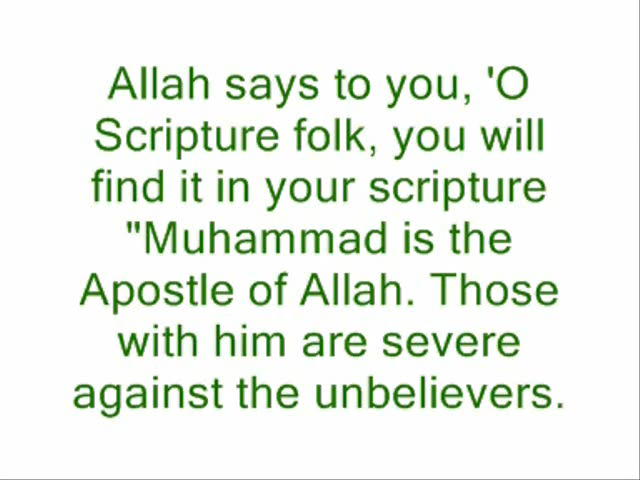 Allah says to you, 'O
Scripture folk, you will
find it in your scripture
"Muhammad is the
Apostle of Allah. Those
with him are severe
against the unbelievers.